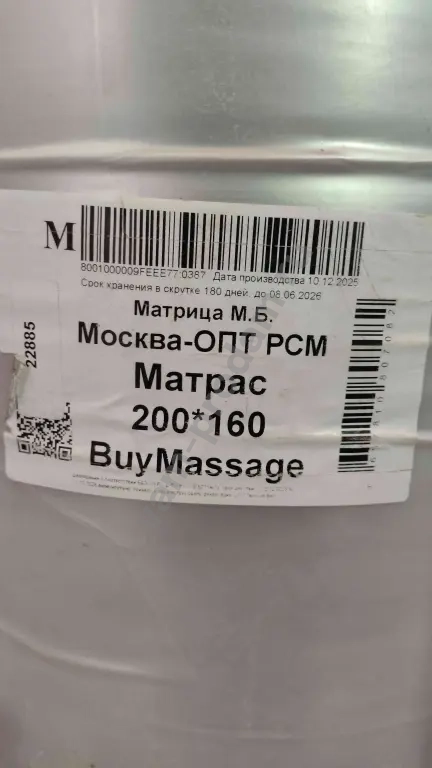 M
8001000009FEEE77:0387 Дата производства 10.12.2025
Срок хранения в скрутке 180 дней, до 08.06.2026
Матрица М.Б.
Москва-ОПТ РСМ
Матрас
200*160
BuyMassage
22885